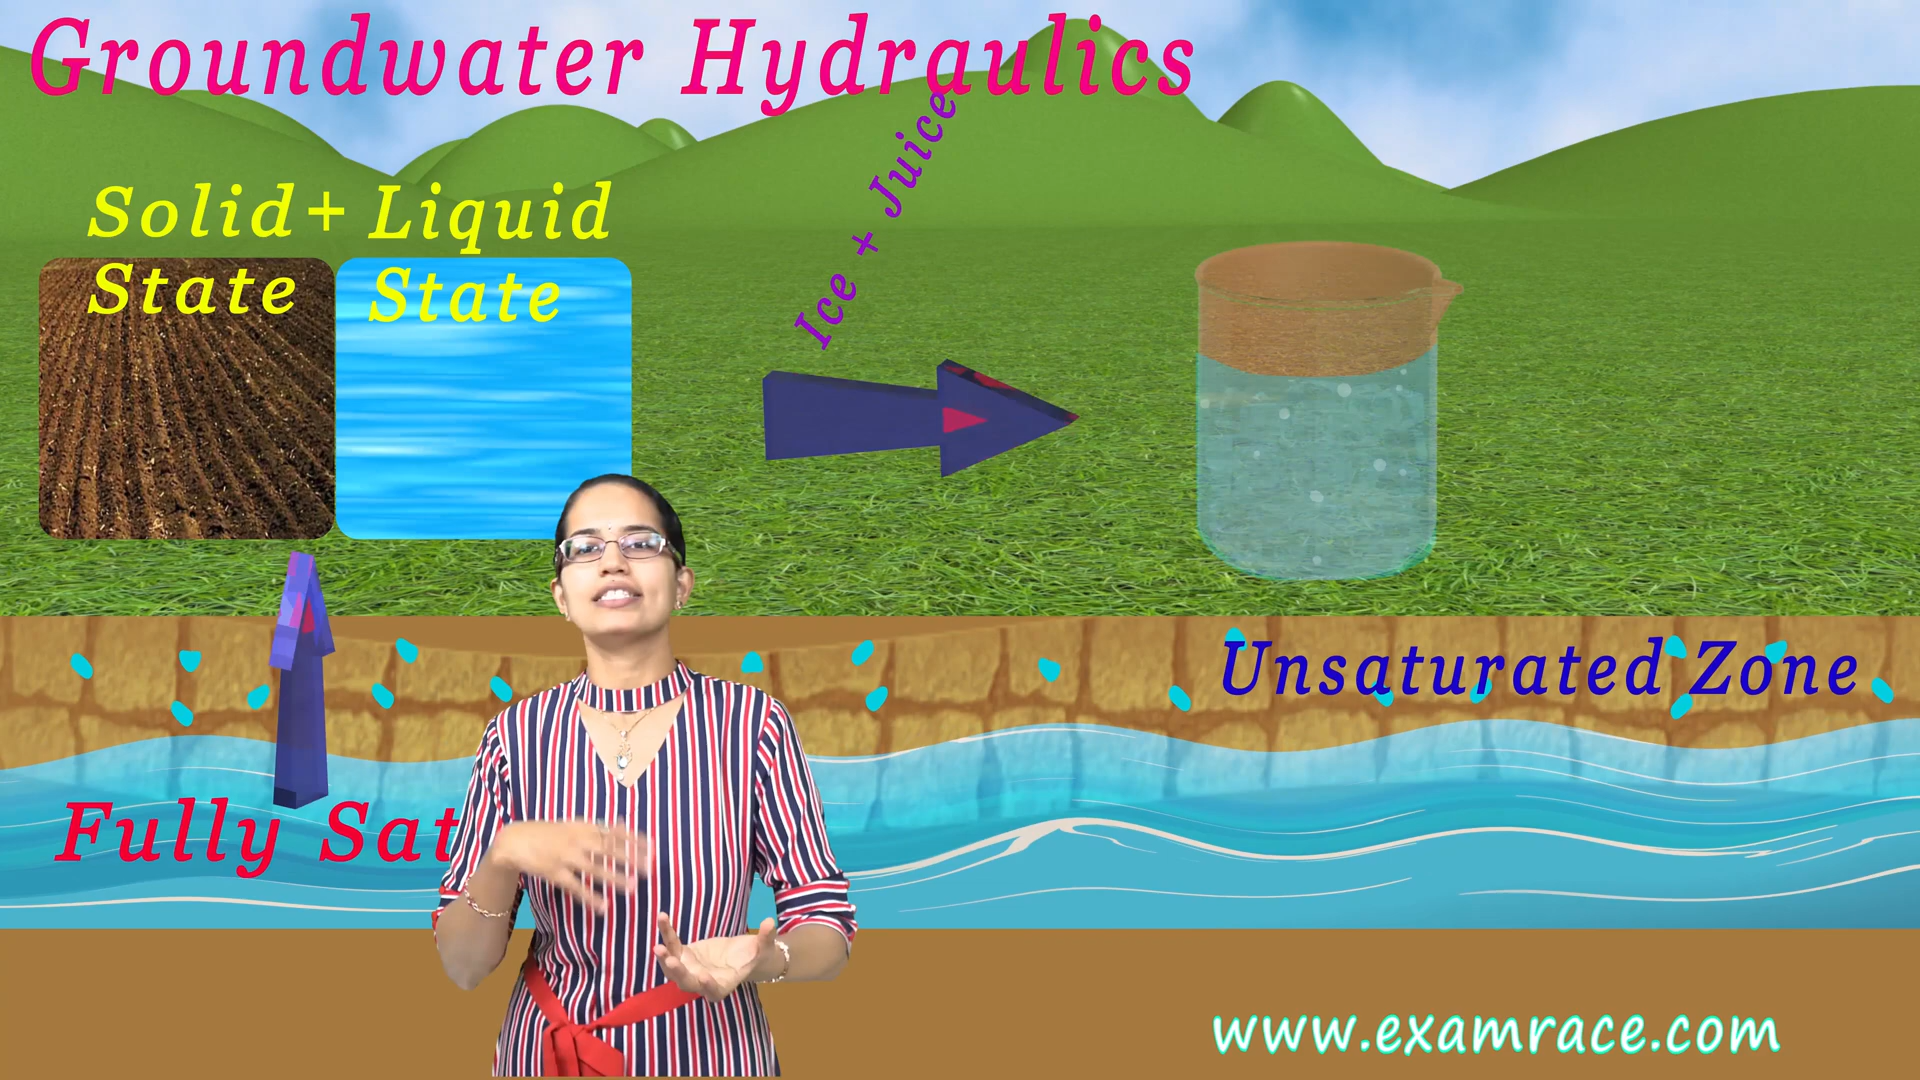 Groundwater Hydraulics
Ice + Juice
Solid + Liquid
State State
Unsaturated Zone
Fully Sat
www.examrace.com